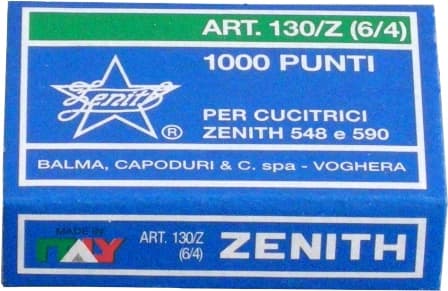 ART. 130/Z (6/4)
1000 PUNTI
Zenith
®
PER CUCITRICI
ZENITH 548 e 590
BALMA, CAPODURI & C. spa - VOGHERA
MADE IN
ITALY
ART. 130/Z
(6/4)
ZENITH